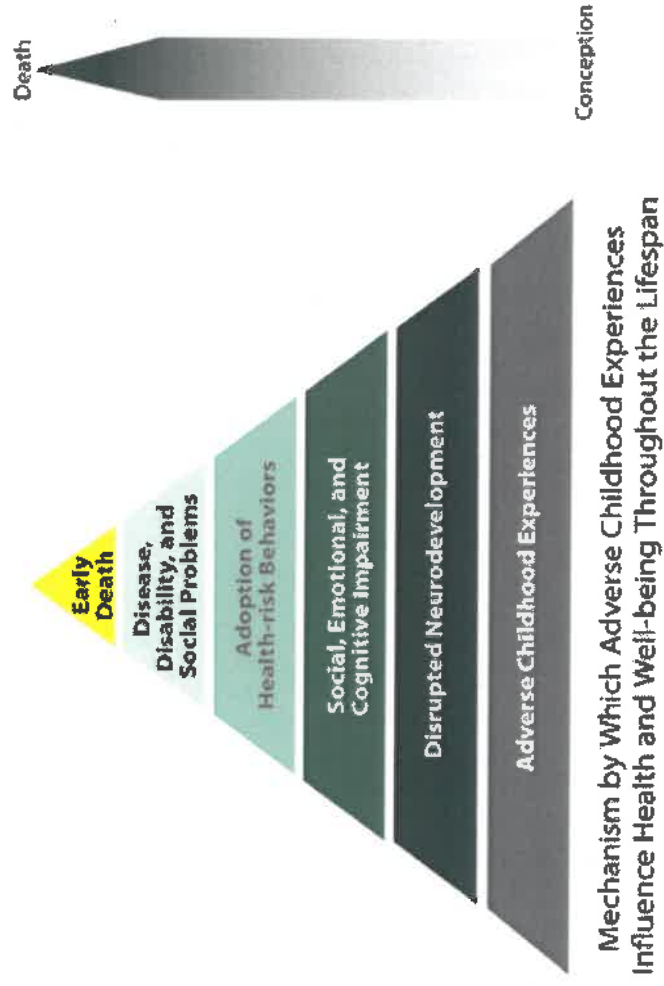 Death
Early
Death
Disease,
Disability, and
Social Problems
Adoption of
Health-risk Behaviors
Social, Emotional, and
Cognitive Impairment
Disrupted Neurodevelopment
Adverse Childhood Experiences
Conception
Mechanism by Which Adverse Childhood Experiences
Influence Health and Well-being Throughout the Lifespan